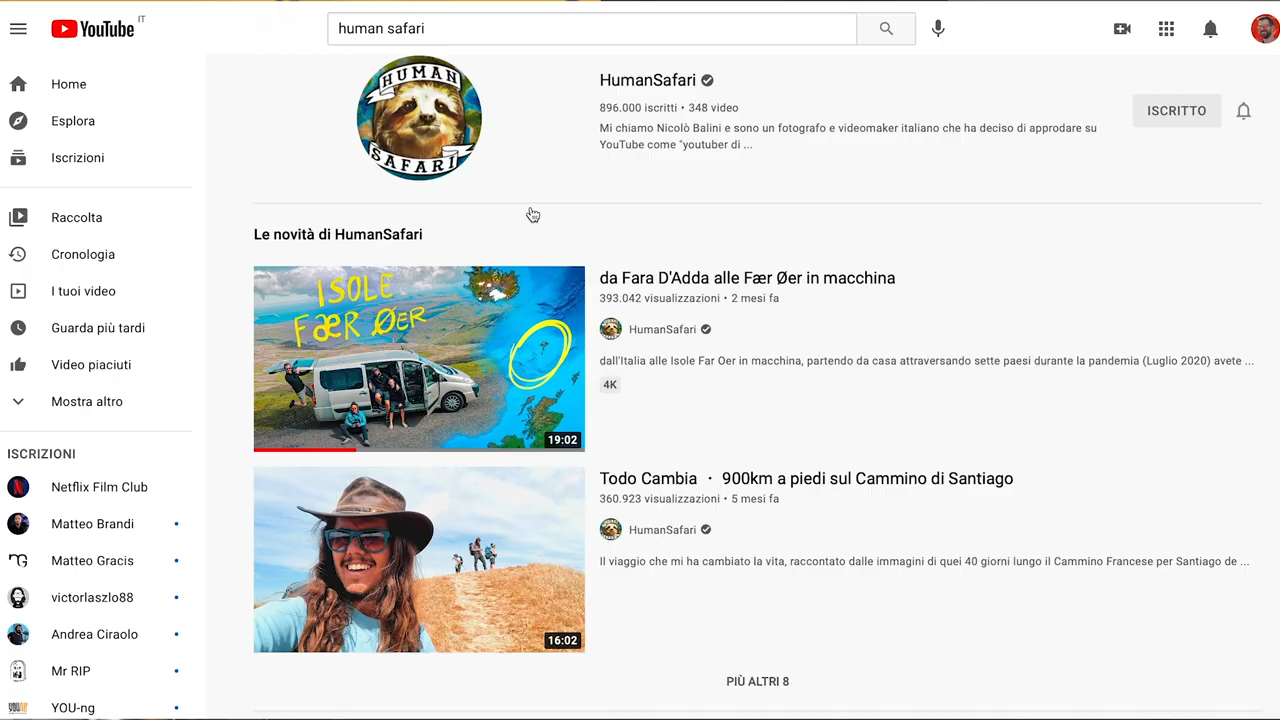 YouTube IT
human safari
Home
Esplora
Iscrizioni
Raccolta
Cronologia
I tuoi video
Guarda più tardi
Video piaciuti
Mostra altro
ISCRIZIONI
Netflix Film Club
Matteo Brandi
Matteo Gracis
victorlaszlo88
Andrea Ciraolo
Mr RIP
YOU-ng
HUMAN
SAFARI
HumanSafari
896.000 iscritti • 348 video
Mi chiamo Nicolò Balini e sono un fotografo e videomaker italiano che ha deciso di approdare su
YouTube come "youtuber di ...
ISCRITTO
Le novità di HumanSafari
ISOLE
FÆR ØER
19:02
da Fara D'Adda alle Fær Øer in macchina
393.042 visualizzazioni • 2 mesi fa
HumanSafari
dall'Italia alle Isole Far Oer in macchina, partendo da casa attraversando sette paesi durante la pandemia (Luglio 2020) avete ...
4K
16:02
Todo Cambia · 900km a piedi sul Cammino di Santiago
360.923 visualizzazioni • 5 mesi fa
HumanSafari
Il viaggio che mi ha cambiato la vita, raccontato dalle immagini di quei 40 giorni lungo il Cammino Francese per Santiago de ...
PIÙ ALTRI 8